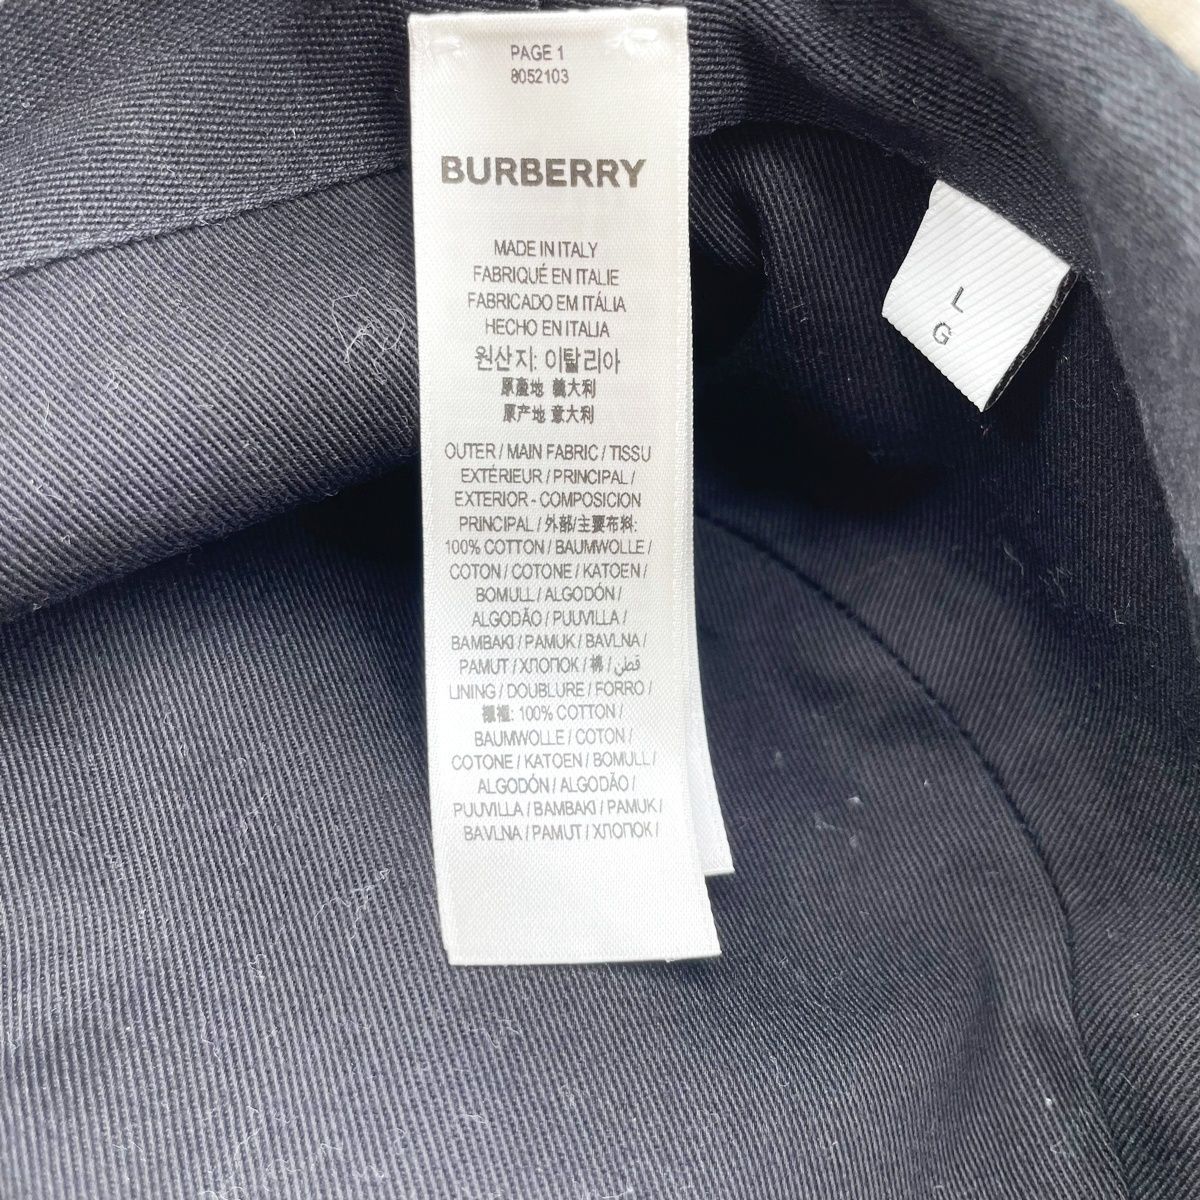 PAGE 1
8052103
BURBERRY
MADE IN ITALY
FABRIQUÉ EN ITALIE
FABRICADO EM ITÁLIA
HECHO EN ITALIA
원산지: 이탈리아
原產地 義大利
原产地 意大利
OUTER / MAIN FABRIC / TISSU
EXTÉRIEUR / PRINCIPAL /
EXTERIOR - COMPOSICION
PRINCIPAL / 外部/主要布料:
100% COTTON / BAUMWOLLE /
COTON / COTONE / KATOEN /
BOMULL / ALGODÓN /
ALGODÃO / PUUVILLA /
BAMBAKI / PAMUK / BAVLNA /
PAMUT / ХЛОПОК / 棉 / قطن /
LINING / DOUBLURE / FORRO /
裡襯: 100% COTTON /
BAUMWOLLE / COTON /
COTONE / KATOEN / BOMULL /
ALGODÓN / ALGODÃO /
PUUVILLA / BAMBAKI / PAMUK /
BAVLNA / PAMUT / ХЛОПОК /
L
G